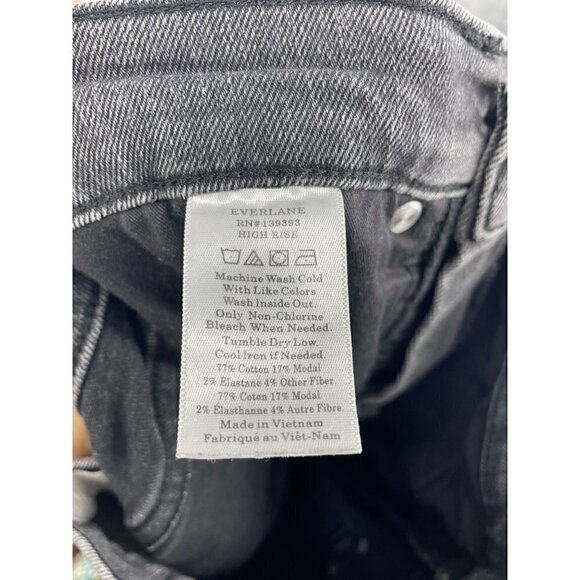 EVERLANE
RN# 139393
HIGH RISE
Machine Wash Cold
With Like Colors
Wash Inside Out.
Only Non-Chlorine
Bleach When Needed.
Tumble Dry Low.
Cool Iron if Needed.
77% Cotton 17% Modal
2% Elastane 4% Other Fiber.
77% Coton 17% Modal
2% Élasthanne 4% Autre Fibre.
Made in Vietnam
Fabriqué au Viêt-Nam